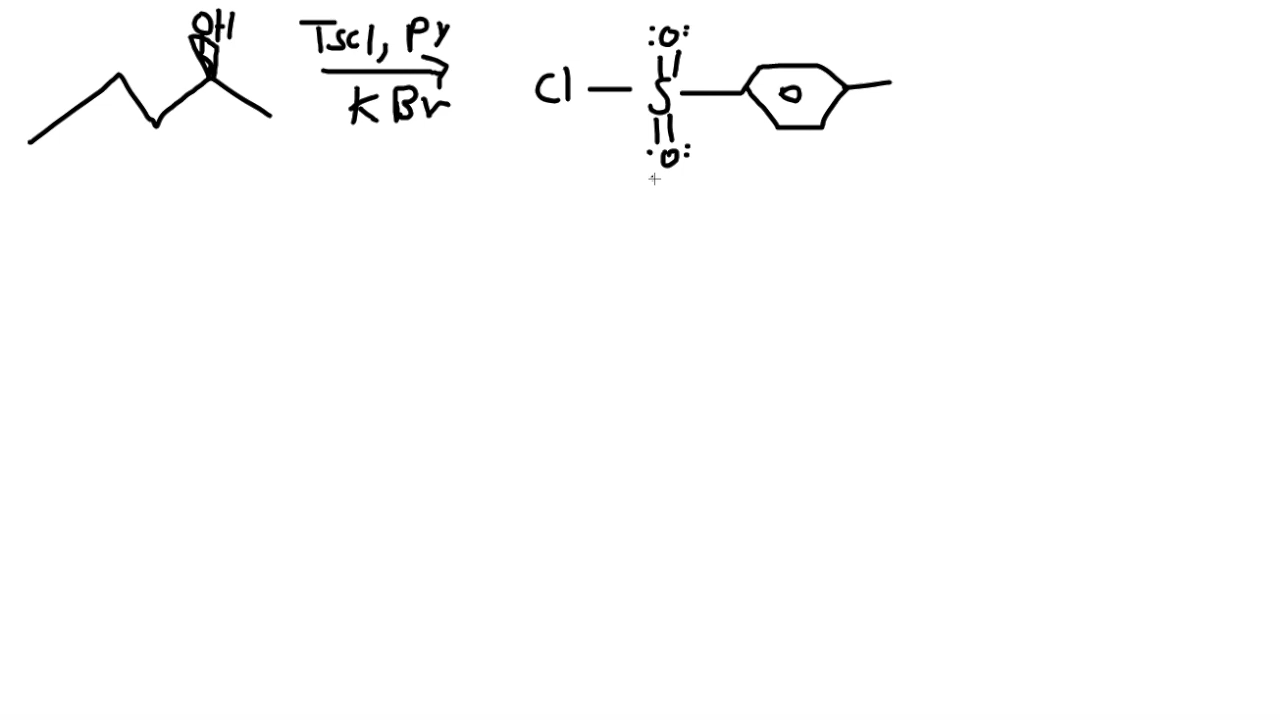 OH
Tscl, Py
KBr
:O:
Cl S
:O: